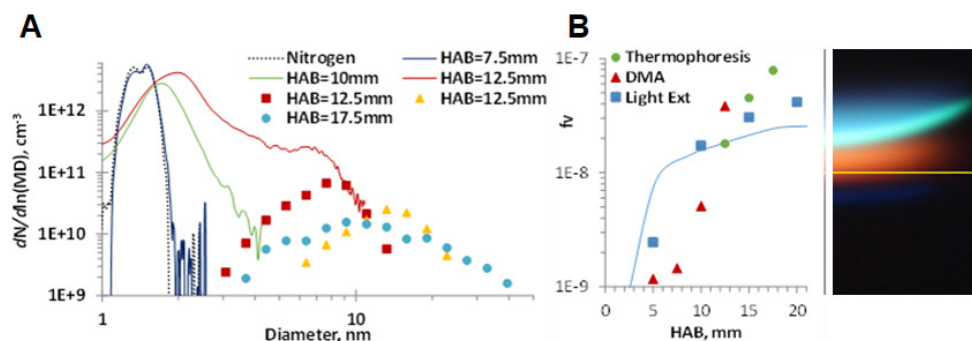 A
Nitrogen HAB=7.5mm
HAB=10mm HAB=12.5mm
HAB=12.5mm HAB=12.5mm
HAB=17.5mm
dN/dln(MD), cm-3
1E+12
1E+11
1E+10
1E+9
1 10
Diameter, nm
B
Thermophoresis
DMA
Light Ext
fv
1E-7
1E-8
1E-9
0 5 10 15 20
HAB, mm